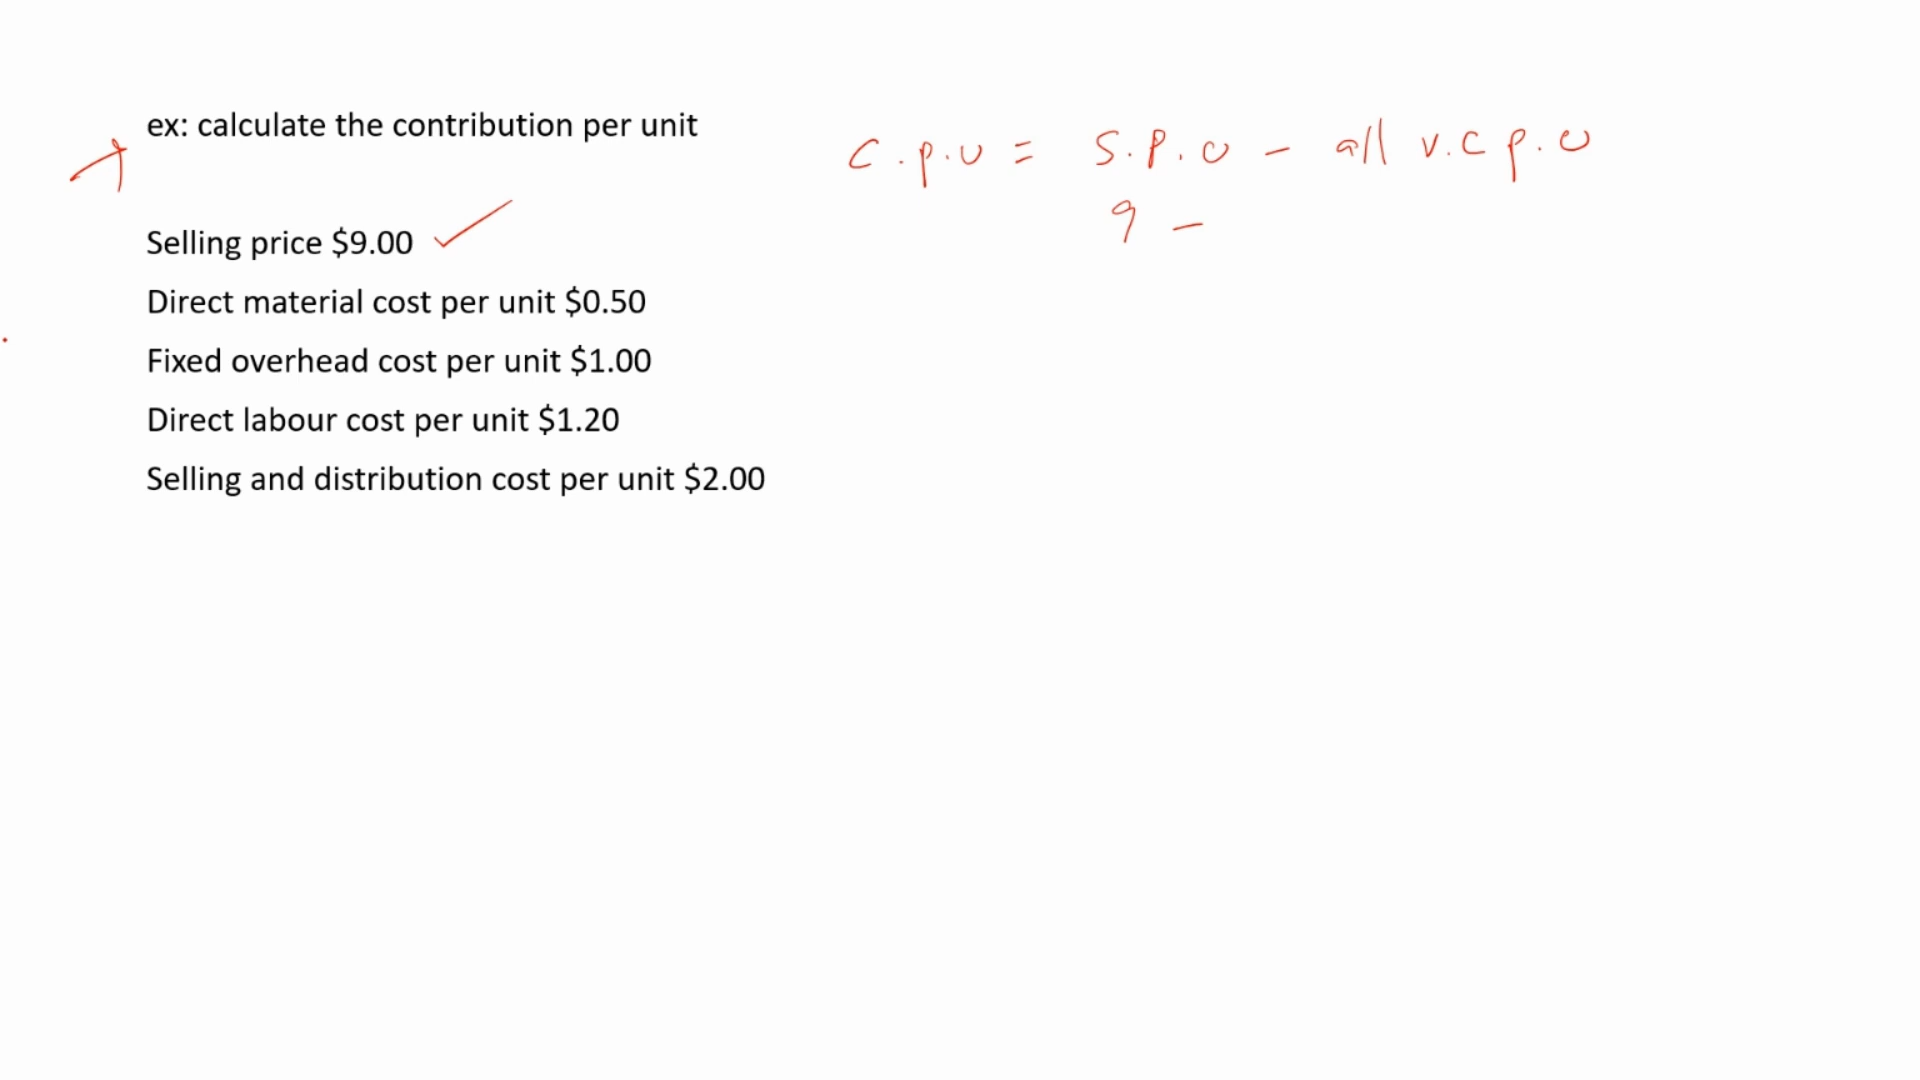 ex: calculate the contribution per unit
c.p.u = S.P.U - all v.c p.u
9 -
Selling price $9.00
Direct material cost per unit $0.50
Fixed overhead cost per unit $1.00
Direct labour cost per unit $1.20
Selling and distribution cost per unit $2.00